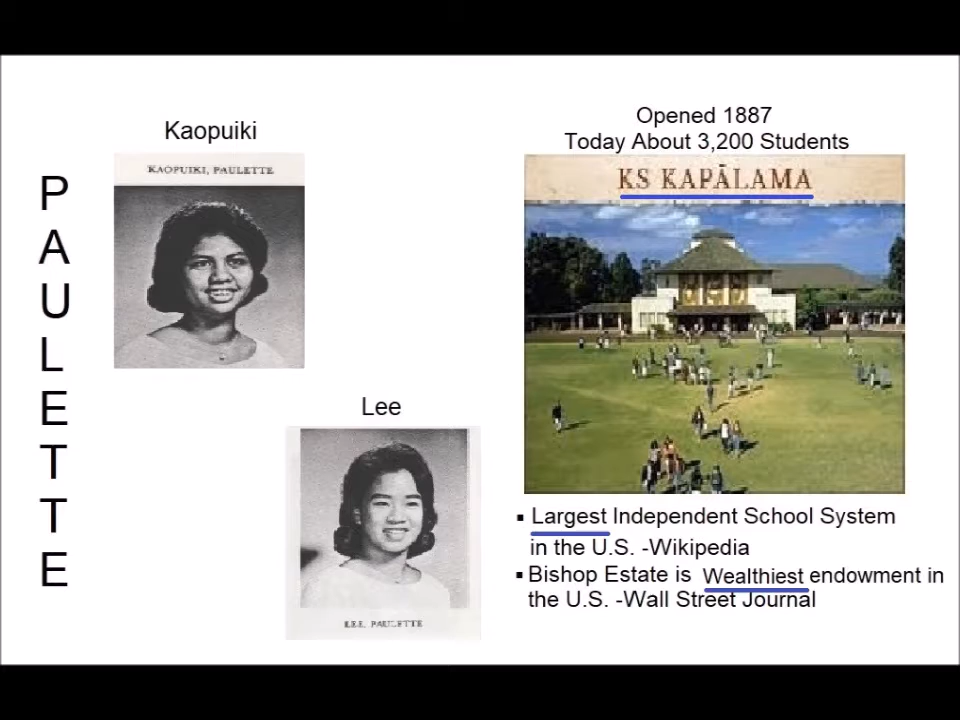 P
A
U
L
E
T
T
E
Kaopuiki
KAOPUIKI, PAULETTE
Lee
LEE, PAULETTE
Opened 1887
Today About 3,200 Students
KS KAPĀLAMA
▪ Largest Independent School System
in the U.S. -Wikipedia
▪ Bishop Estate is Wealthiest endowment in
the U.S. -Wall Street Journal